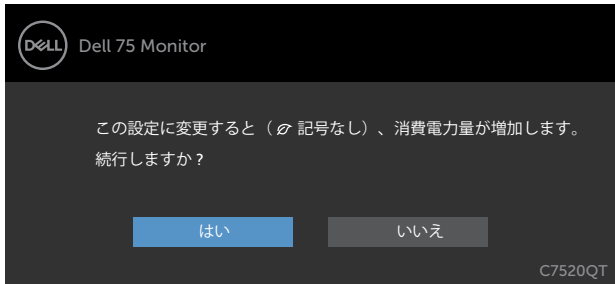 DELL
Dell 75 Monitor
この設定に変更すると（ 記号なし）、消費電力量が増加します。
続行しますか?
はい
いいえ
C7520QT